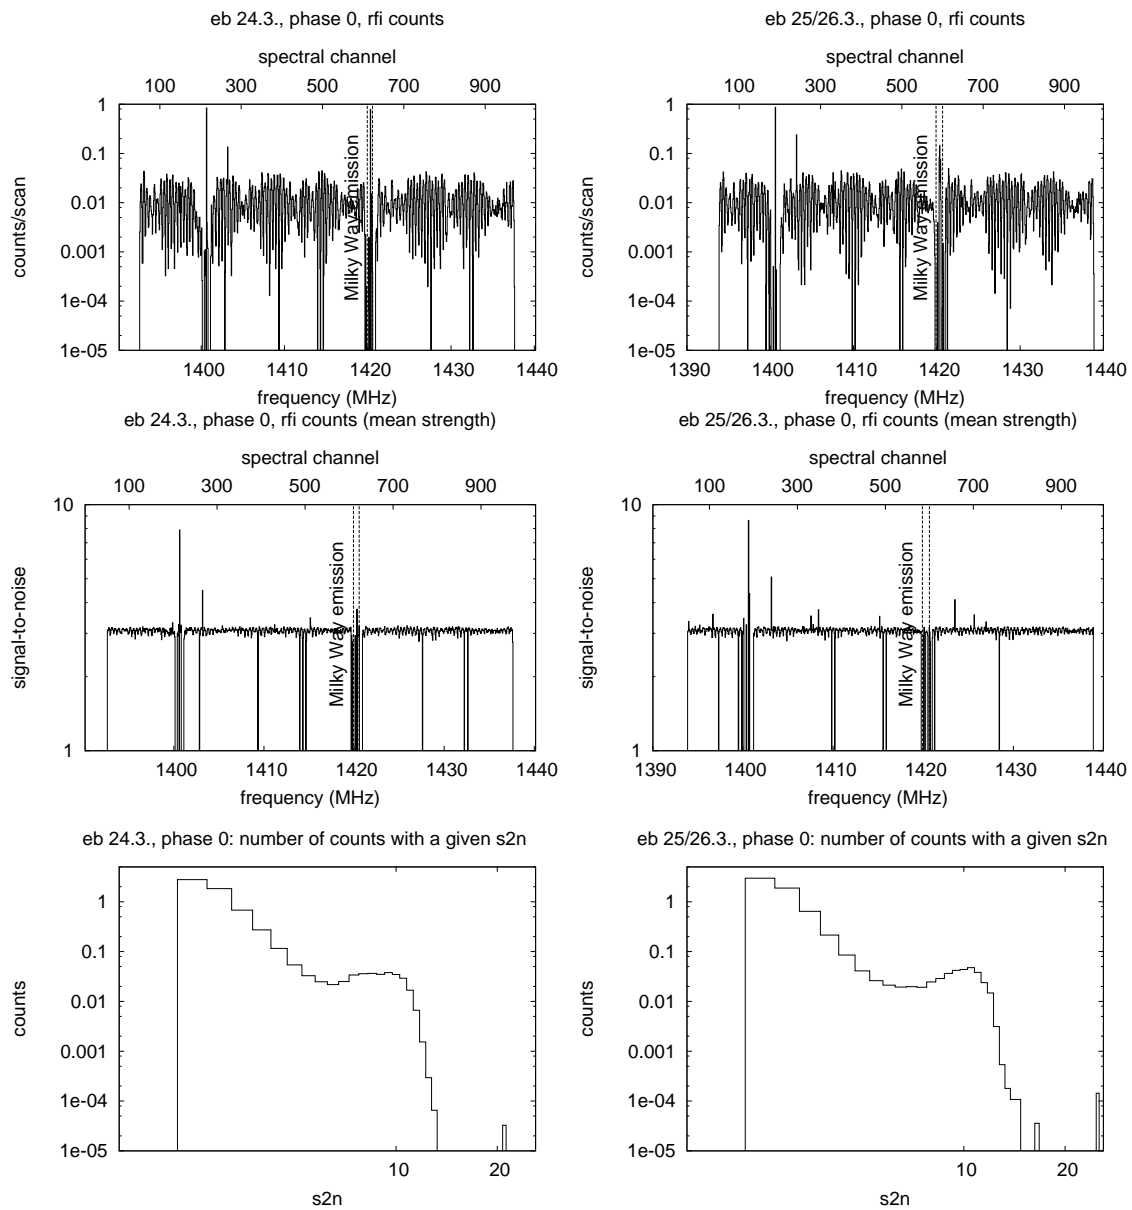 eb 24.3., phase 0, rfi counts
spectral channel
100 300 500 700 900
counts/scan
1
0.1
0.01
0.001
1e-04
1e-05
Milky Way emission
1400 1410 1420 1430 1440
frequency (MHz)
eb 25/26.3., phase 0, rfi counts
spectral channel
100 300 500 700 900
counts/scan
1
0.1
0.01
0.001
1e-04
1e-05
Milky Way emission
1390 1400 1410 1420 1430 1440
frequency (MHz)
eb 24.3., phase 0, rfi counts (mean strength)
spectral channel
100 300 500 700 900
signal-to-noise
10
1
Milky Way emission
1400 1410 1420 1430 1440
frequency (MHz)
eb 25/26.3., phase 0, rfi counts (mean strength)
spectral channel
100 300 500 700 900
signal-to-noise
10
1
Milky Way emission
1390 1400 1410 1420 1430 1440
frequency (MHz)
eb 24.3., phase 0: number of counts with a given s2n
counts
1
0.1
0.01
0.001
1e-04
1e-05
10 20
s2n
eb 25/26.3., phase 0: number of counts with a given s2n
counts
1
0.1
0.01
0.001
1e-04
1e-05
10 20
s2n